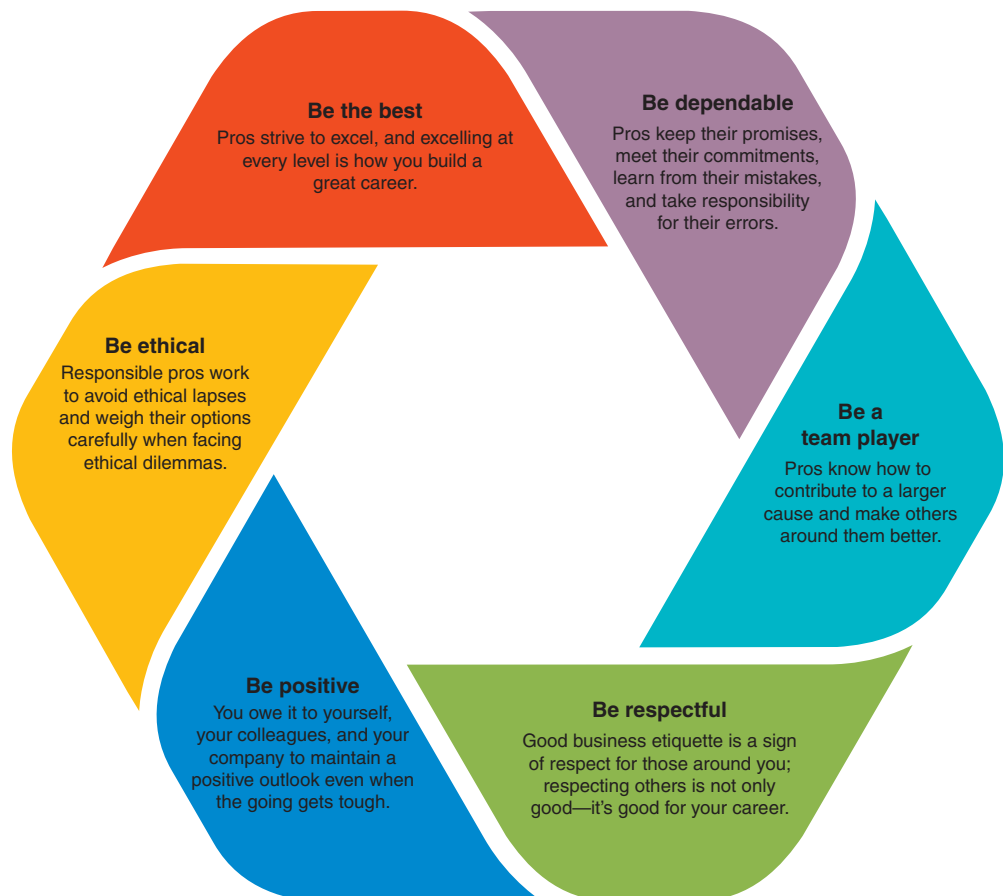 Be the best
Pros strive to excel, and excelling at
every level is how you build a
great career.
Be dependable
Pros keep their promises,
meet their commitments,
learn from their mistakes,
and take responsibility
for their errors.
Be a
team player
Pros know how to
contribute to a larger
cause and make others
around them better.
Be respectful
Good business etiquette is a sign
of respect for those around you;
respecting others is not only
good—it’s good for your career.
Be positive
You owe it to yourself,
your colleagues, and your
company to maintain a
positive outlook even when
the going gets tough.
Be ethical
Responsible pros work
to avoid ethical lapses
and weigh their options
carefully when facing
ethical dilemmas.